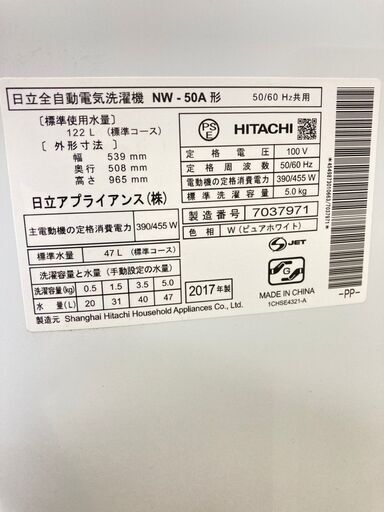 日立全自動電気洗濯機 NW-50A 形 50/60 Hz共用
[標準使用水量]
122 L (標準コース)
[外形寸法]
幅 539 mm
奥行 508 mm
高さ 965 mm
日立アプライアンス(株)
主電動機の定格消費電力 390/455 W
標準水量 47 L (標準コース)
洗濯容量と水量 (手動設定の水量)
洗濯容量(kg) 0.5 1.5 3.5 5.0
水量(L) 20 31 40 47
製造元 Shanghai Hitachi Household Appliances Co., Ltd.
PS
E
HITACHI
定格電圧 100 V
定格周波数 50/60 Hz
電動機の定格消費電力 390/455 W
標準洗濯容量 5.0kg
製造番号 7037971
色相 W (ピュアホワイト)
S JET
2017年製
MADE IN CHINA
1CHSE4321-A
-PP-